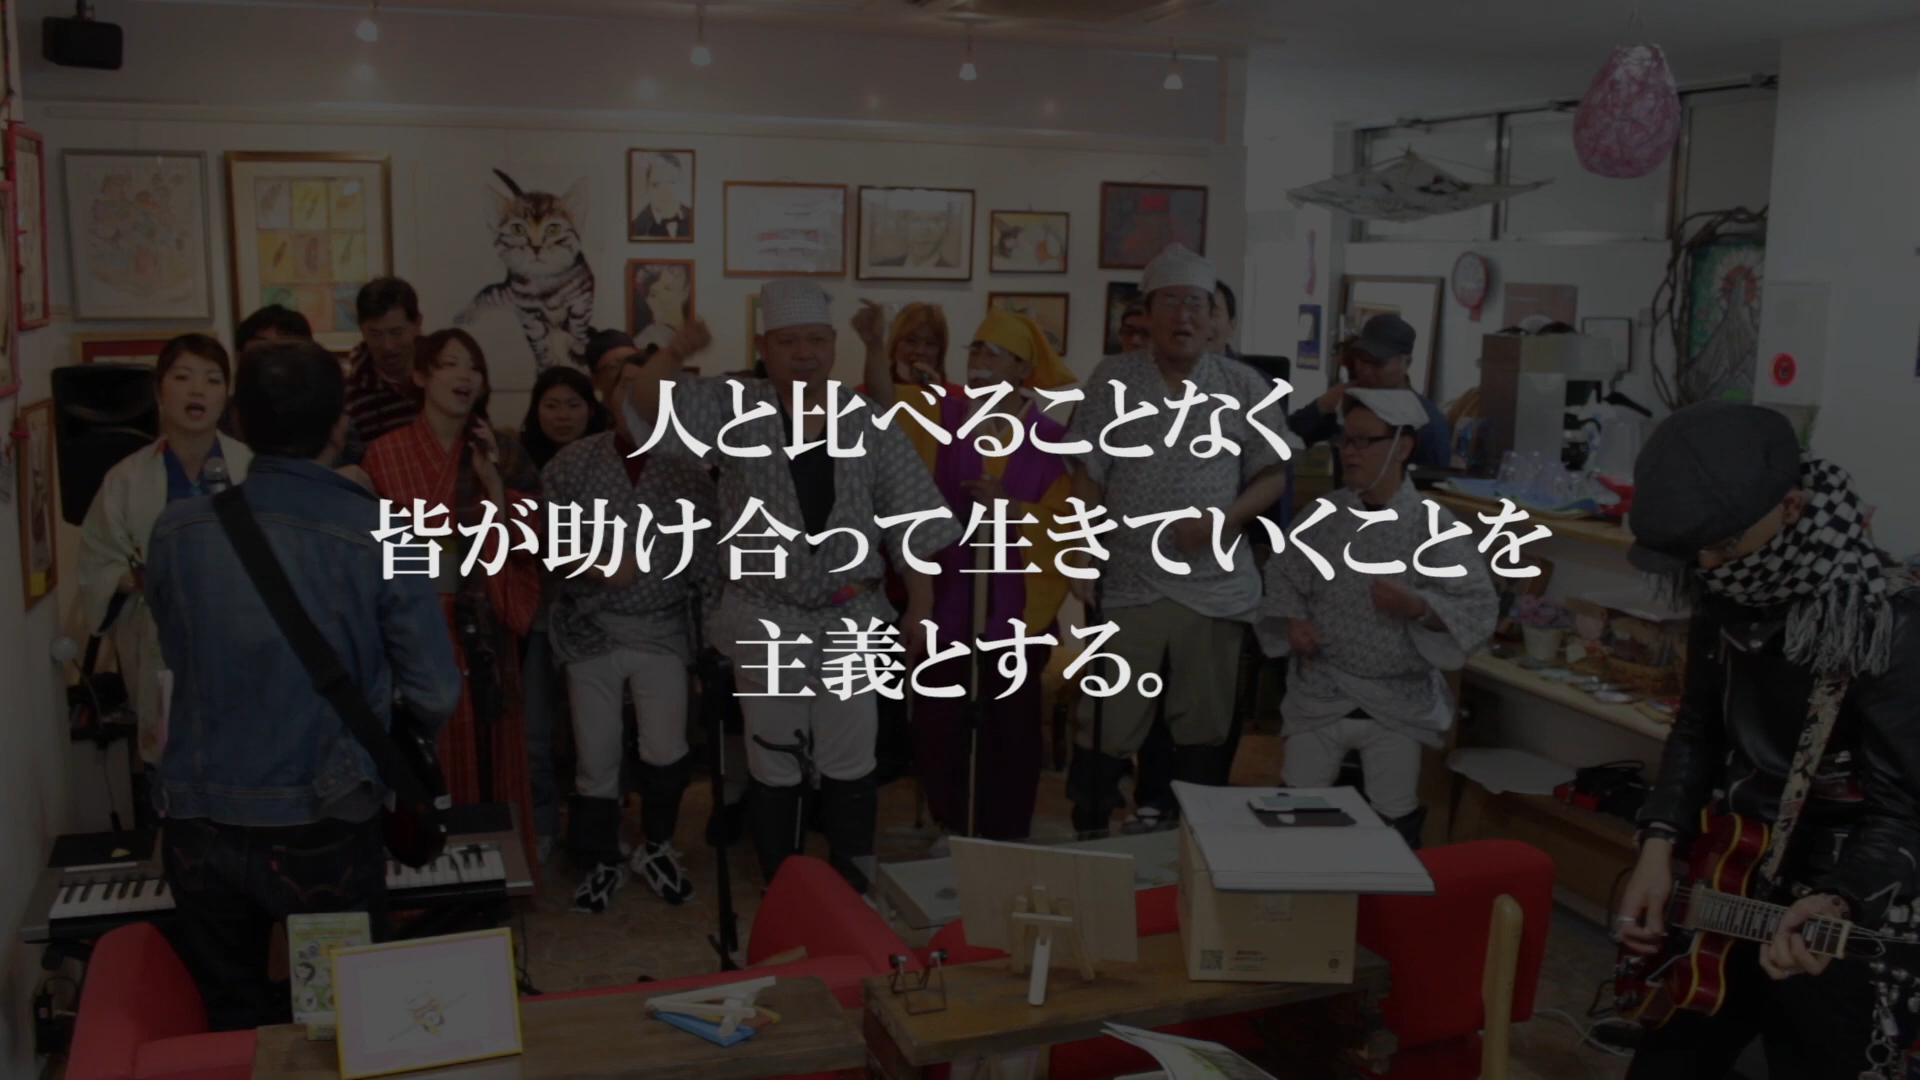 人と比べることなく
皆が助け合って生きていくことを
主義とする。